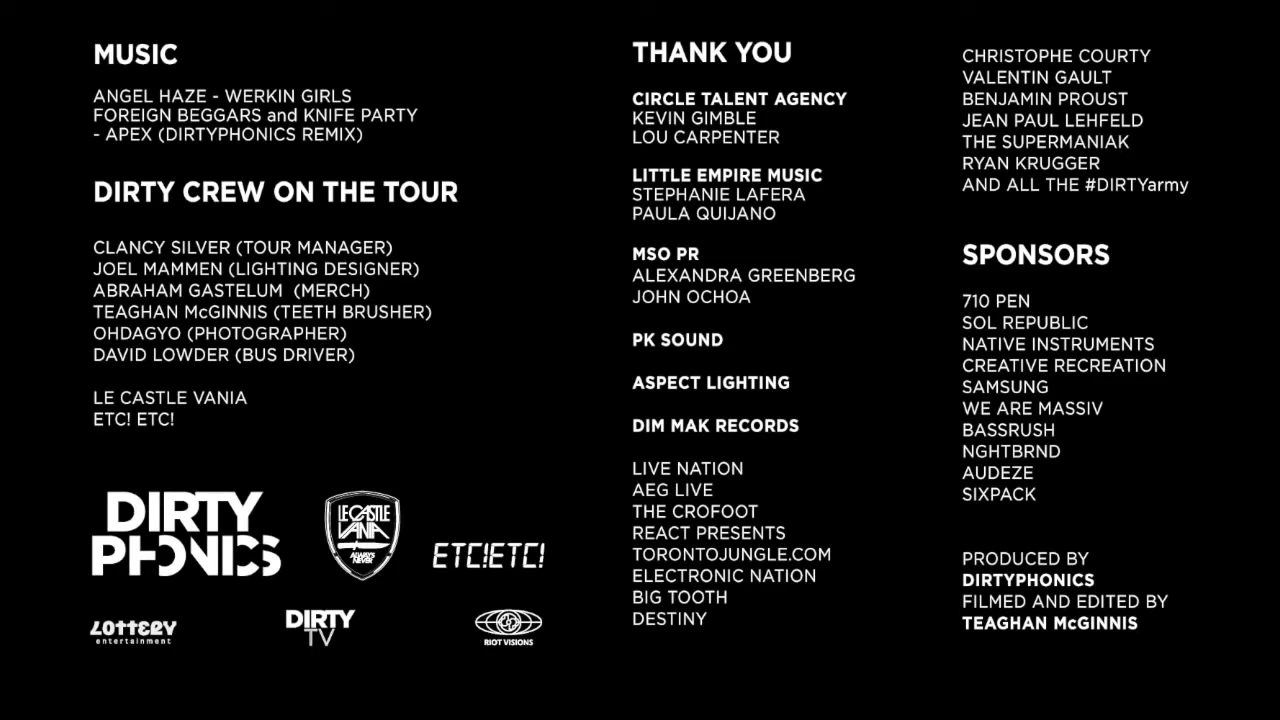 MUSIC
ANGEL HAZE - WERKIN GIRLS
FOREIGN BEGGARS and KNIFE PARTY
- APEX (DIRTYPHONICS REMIX)
DIRTY CREW ON THE TOUR
CLANCY SILVER (TOUR MANAGER)
JOEL MAMMEN (LIGHTING DESIGNER)
ABRAHAM GASTELUM (MERCH)
TEAGHAN McGINNIS (TEETH BRUSHER)
OHDAGYO (PHOTOGRAPHER)
DAVID LOWDER (BUS DRIVER)
LE CASTLE VANIA
ETC! ETC!
DIRTY
PHONICS
LE CASTLE
VANIA
ALWAYS
NEVER
ETC!ETC!
LOTTERY
entertainment
DIRTY
TV
RIOT VISIONS
THANK YOU
CIRCLE TALENT AGENCY
KEVIN GIMBLE
LOU CARPENTER
LITTLE EMPIRE MUSIC
STEPHANIE LAFERA
PAULA QUIJANO
MSO PR
ALEXANDRA GREENBERG
JOHN OCHOA
PK SOUND
ASPECT LIGHTING
DIM MAK RECORDS
LIVE NATION
AEG LIVE
THE CROFOOT
REACT PRESENTS
TORONTOJUNGLE.COM
ELECTRONIC NATION
BIG TOOTH
DESTINY
CHRISTOPHE COURTY
VALENTIN GAULT
BENJAMIN PROUST
JEAN PAUL LEHFELD
THE SUPERMANIAK
RYAN KRUGGER
AND ALL THE #DIRTYarmy
SPONSORS
710 PEN
SOL REPUBLIC
NATIVE INSTRUMENTS
CREATIVE RECREATION
SAMSUNG
WE ARE MASSIV
BASSRUSH
NGHTBRND
AUDEZE
SIXPACK
PRODUCED BY
DIRTYPHONICS
FILMED AND EDITED BY
TEAGHAN McGINNIS